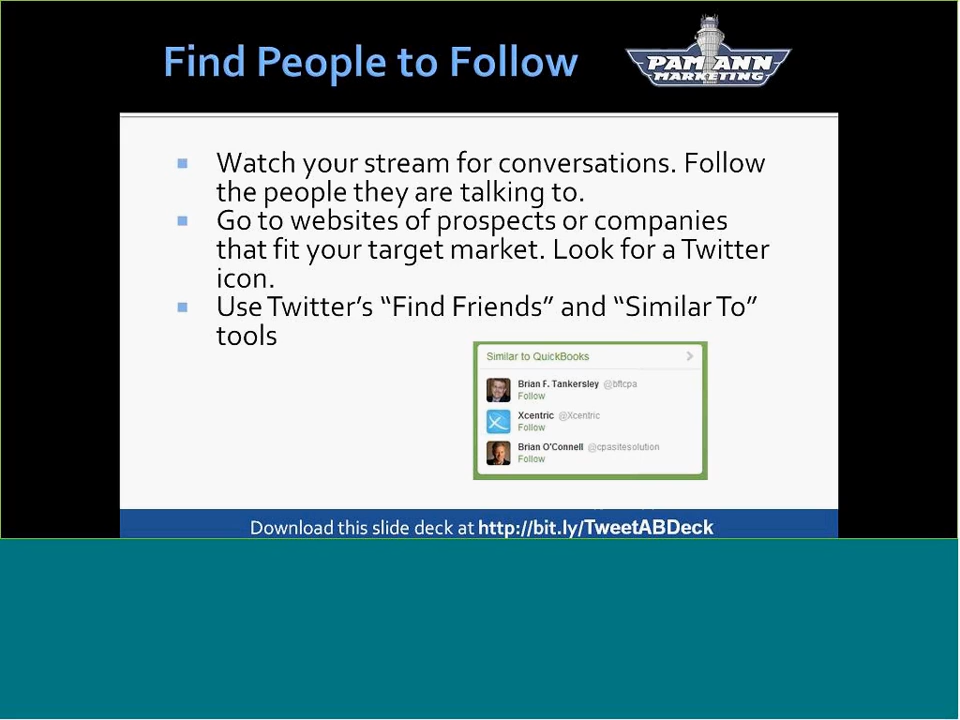 Find People to Follow
PAM ANN
MARKETING
Watch your stream for conversations. Follow
the people they are talking to.
Go to websites of prospects or companies
that fit your target market. Look for a Twitter
icon.
Use Twitter's “Find Friends” and “Similar To”
tools
Similar to QuickBooks
Brian F. Tankersley @bftcpa
Follow
Xcentric @Xcentric
Follow
Brian O'Connell @cpasitesolution
Follow
Download this slide deck at http://bit.ly/TweetABDeck